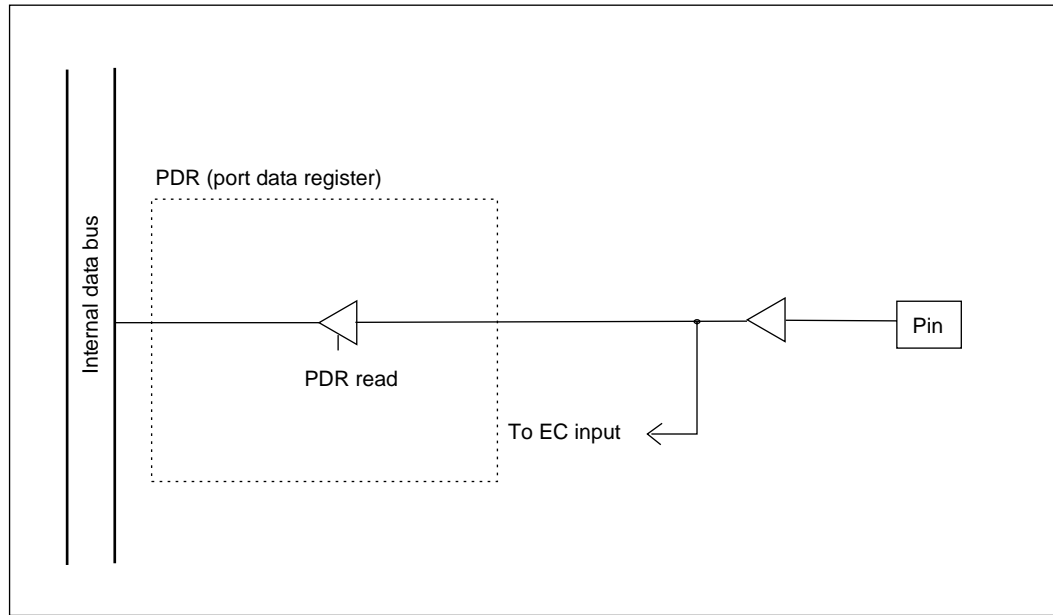 PDR (port data register)
Internal data bus
Pin
PDR read
To EC input